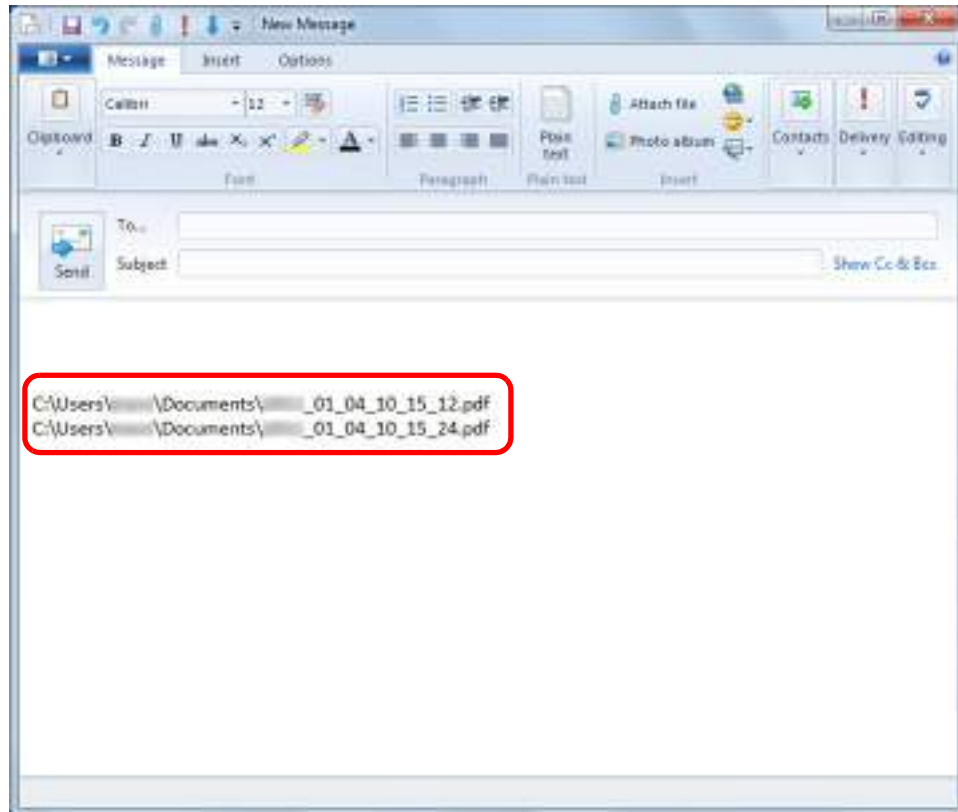 New Message
Message Insert Options
Calibri 12
Attach file
Clipboard B I U abc Plain text Photo album Contacts Delivery Editing
Font Paragraph Plain text Insert
To...
Send Subject Show Cc & Bcc
C:\Users\ \Documents\ _01_04_10_15_12.pdf
C:\Users\ \Documents\ _01_04_10_15_24.pdf